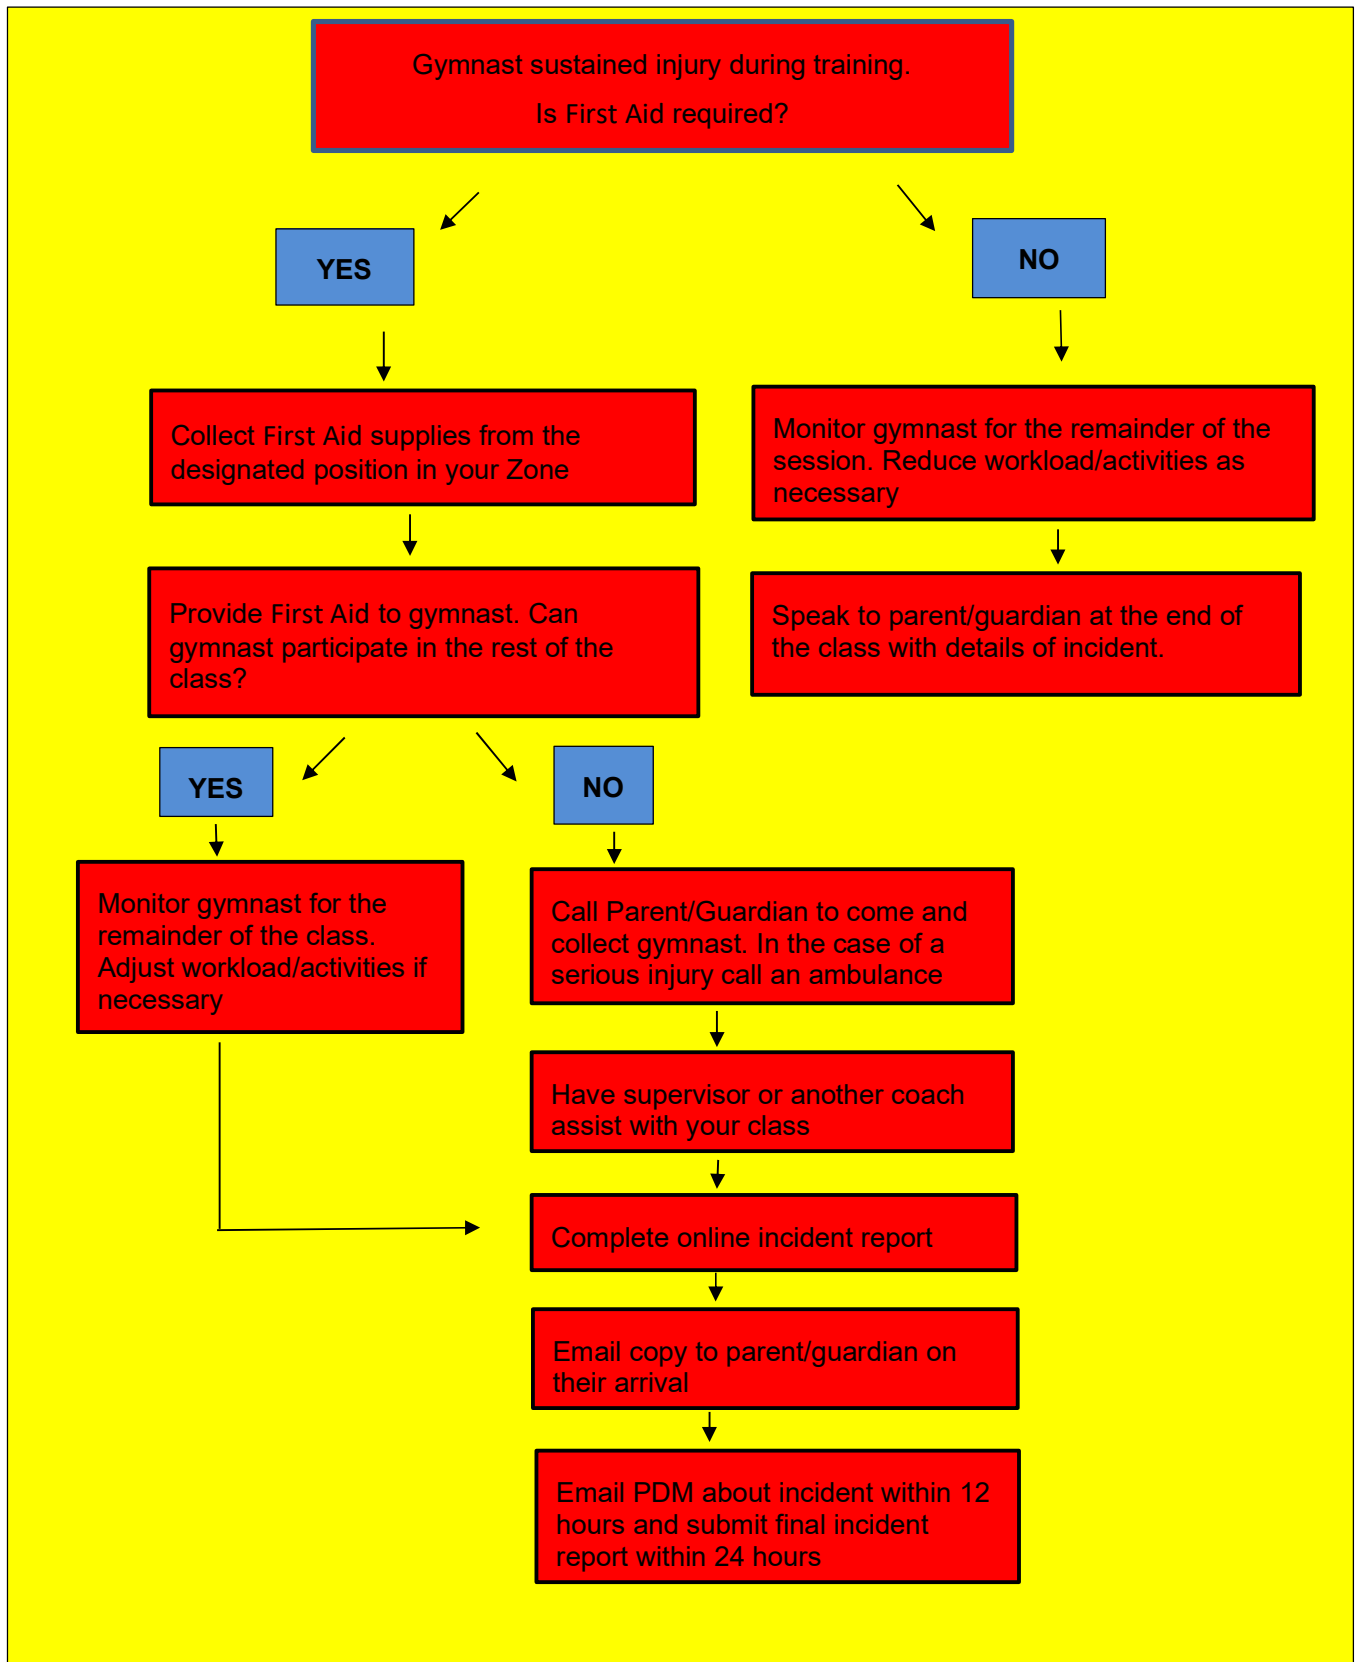 Gymnast sustained injury during training.
Is First Aid required?
YES
NO
Collect First Aid supplies from the
designated position in your Zone
Monitor gymnast for the remainder of the
session. Reduce workload/activities as
necessary
Provide First Aid to gymnast. Can
gymnast participate in the rest of the
class?
Speak to parent/guardian at the end of
the class with details of incident.
YES
NO
Monitor gymnast for the
remainder of the class.
Adjust workload/activities if
necessary
Call Parent/Guardian to come and
collect gymnast. In the case of a
serious injury call an ambulance
Have supervisor or another coach
assist with your class
Complete online incident report
Email copy to parent/guardian on
their arrival
Email PDM about incident within 12
hours and submit final incident
report within 24 hours